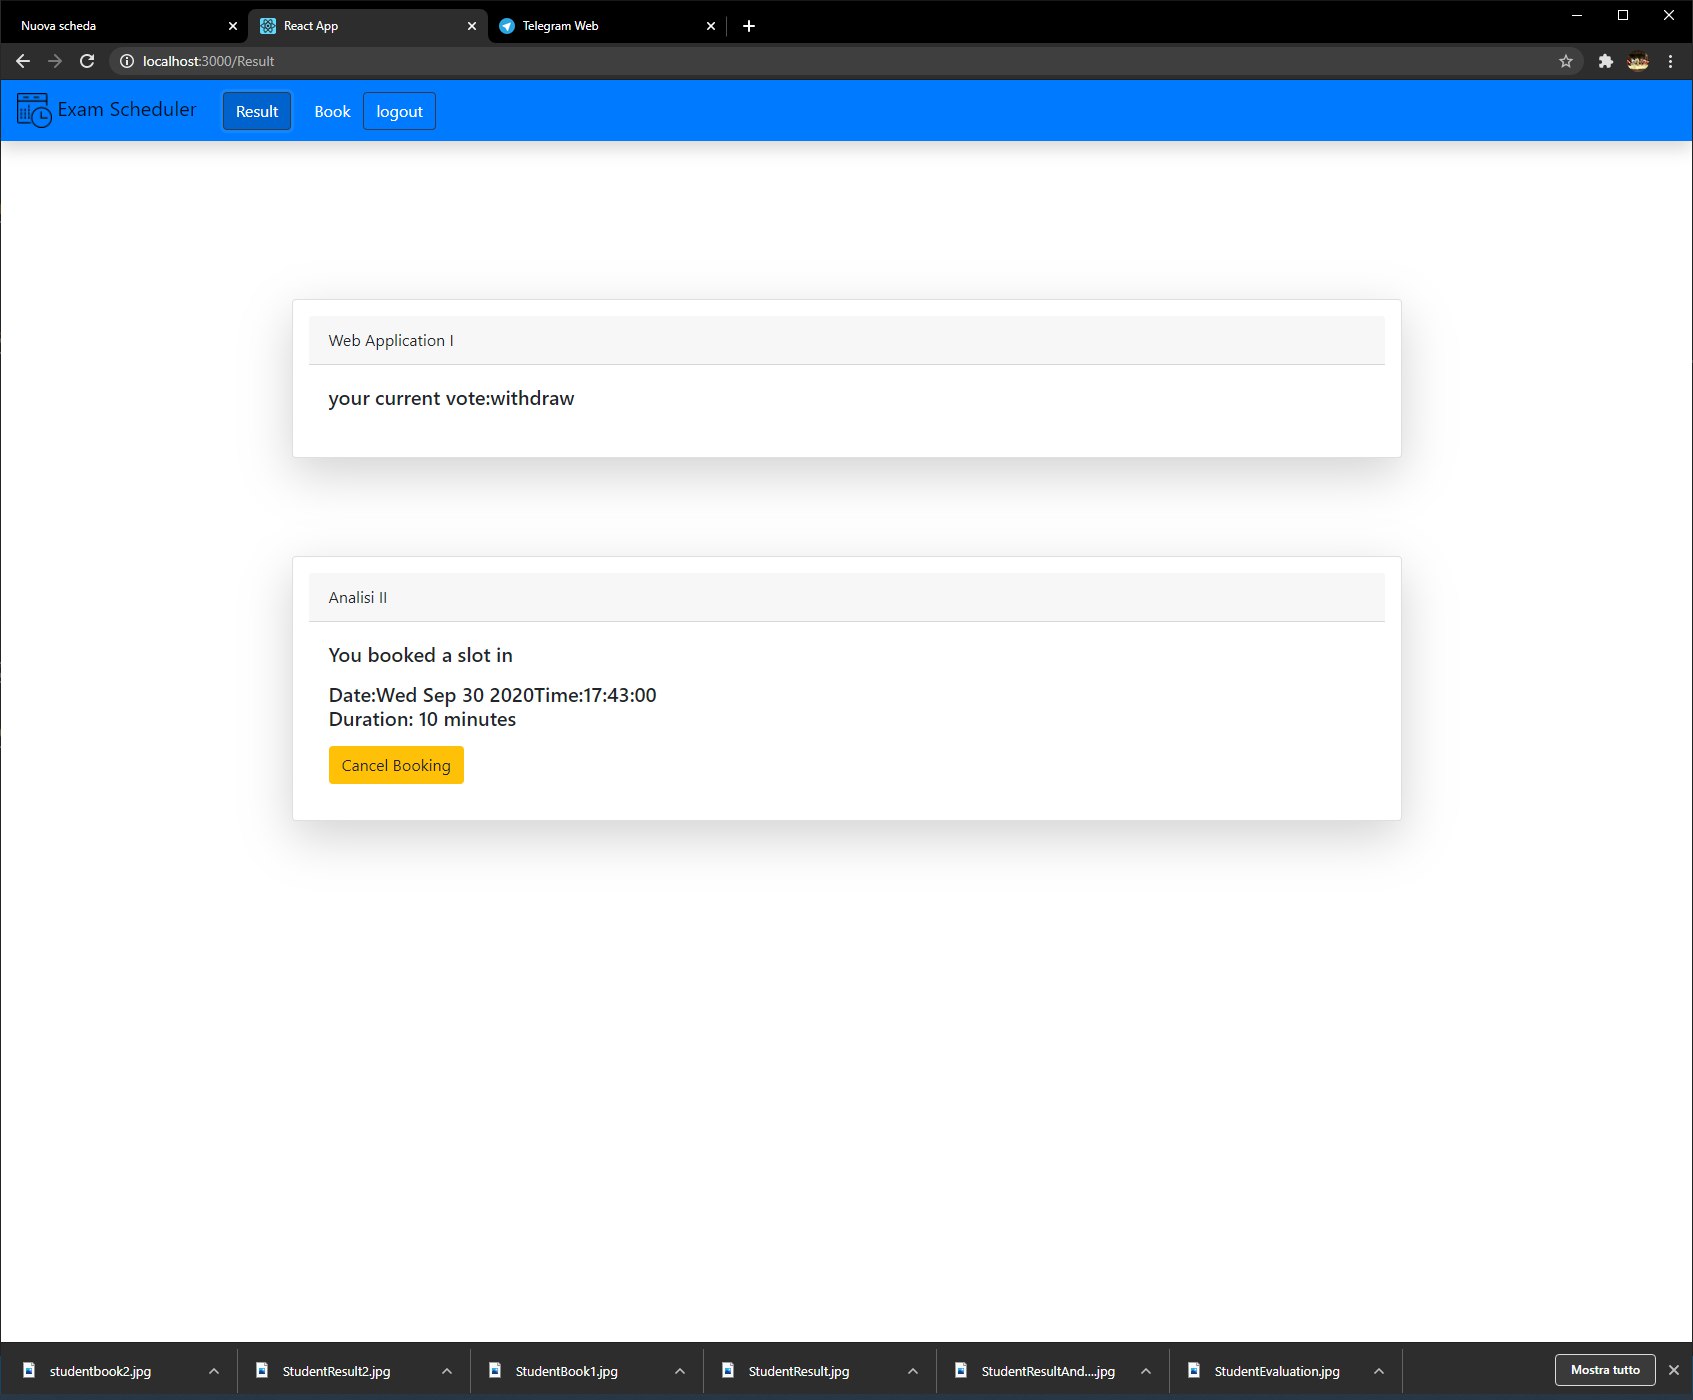 Nuova scheda
React App
Telegram Web
localhost:3000/Result
Exam Scheduler
Result
Book
logout
Web Application I
your current vote:withdraw
Analisi II
You booked a slot in
Date:Wed Sep 30 2020Time:17:43:00
Duration: 10 minutes
Cancel Booking
studentbook2.jpg
StudentResult2.jpg
StudentBook1.jpg
StudentResult.jpg
StudentResultAnd....jpg
StudentEvaluation.jpg
Mostra tutto